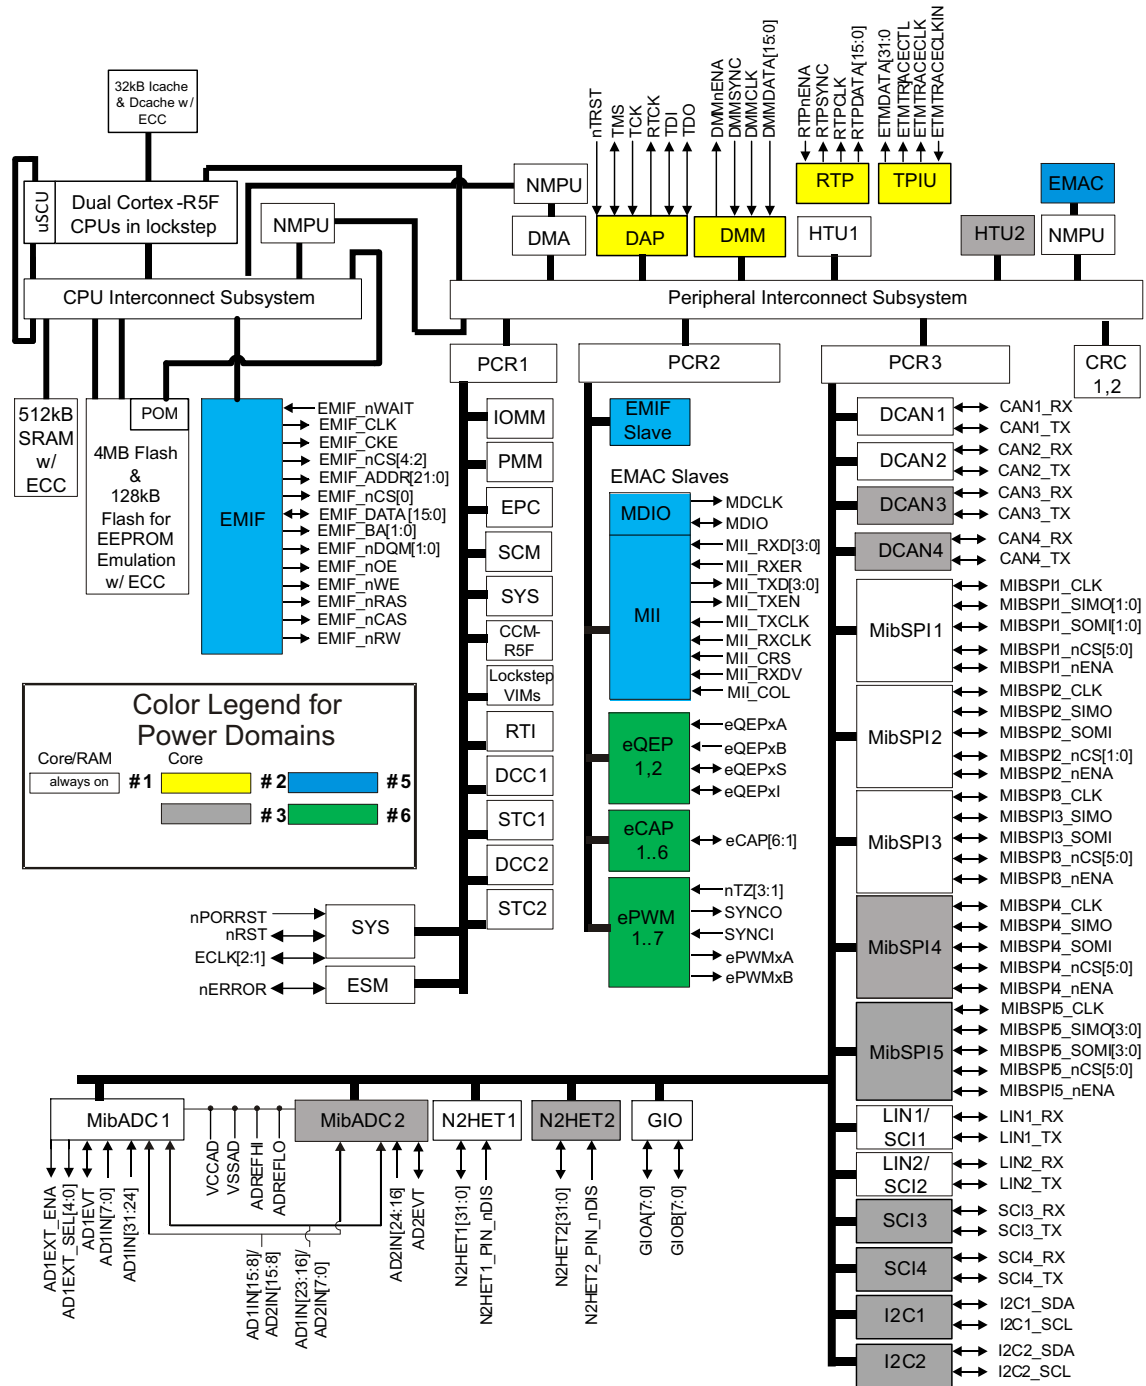 32kB Icache
& Dcache w/
ECC
uSCU
Dual Cortex -R5F
CPUs in lockstep
NMPU
CPU Interconnect Subsystem
nTRST
TMS
TCK
RTCK
TDI
TDO
DMMnENA
DMMSYNC
DMMCLK
DMMDATA[15:0]
RTPnENA
RTPSYNC
RTPCLK
RTPDATA[15:0]
ETMDATA[31:0
ETMTRACECTL
ETMTRACECLK
ETMTRACECLKIN
NMPU
DMA
DAP
DMM
RTP
TPIU
HTU1
HTU2
EMAC
NMPU
Peripheral Interconnect Subsystem
512kB
SRAM
w/
ECC
POM
4MB Flash
&
128kB
Flash for
EEPROM
Emulation
w/ ECC
EMIF
EMIF_nWAIT
EMIF_CLK
EMIF_CKE
EMIF_nCS[4:2]
EMIF_ADDR[21:0]
EMIF_nCS[0]
EMIF_DATA[15:0]
EMIF_BA[1:0]
EMIF_nDQM[1:0]
EMIF_nOE
EMIF_nWE
EMIF_nRAS
EMIF_nCAS
EMIF_nRW
PCR1
IOMM
PMM
EPC
SCM
SYS
CCM-
R5F
Lockstep
VIMs
RTI
DCC1
STC1
DCC2
STC2
PCR2
EMIF
Slave
EMAC Slaves
MDIO
MDCLK
MDIO
MII
MII_RXD[3:0]
MII_RXER
MII_TXD[3:0]
MII_TXEN
MII_TXCLK
MII_RXCLK
MII_CRS
MII_RXDV
MII_COL
eQEP
1,2
eQEPxA
eQEPxB
eQEPxS
eQEPxI
eCAP
1..6
eCAP[6:1]
ePWM
1..7
nTZ[3:1]
SYNCO
SYNCI
ePWMxA
ePWMxB
PCR3
CRC
1,2
DCAN1
CAN1_RX
CAN1_TX
DCAN2
CAN2_RX
CAN2_TX
DCAN3
CAN3_RX
CAN3_TX
DCAN4
CAN4_RX
CAN4_TX
MibSPI1
MIBSPI1_CLK
MIBSPI1_SIMO[1:0]
MIBSPI1_SOMI[1:0]
MIBSPI1_nCS[5:0]
MIBSPI1_nENA
MibSPI2
MIBSPI2_CLK
MIBSPI2_SIMO
MIBSPI2_SOMI
MIBSPI2_nCS[1:0]
MIBSPI2_nENA
MibSPI3
MIBSPI3_CLK
MIBSPI3_SIMO
MIBSPI3_SOMI
MIBSPI3_nCS[5:0]
MIBSPI3_nENA
MibSPI4
MIBSPI4_CLK
MIBSPI4_SIMO
MIBSPI4_SOMI
MIBSPI4_nCS[5:0]
MIBSPI4_nENA
MibSPI5
MIBSPI5_CLK
MIBSPI5_SIMO[3:0]
MIBSPI5_SOMI[3:0]
MIBSPI5_nCS[5:0]
MIBSPI5_nENA
LIN1/
SCI1
LIN1_RX
LIN1_TX
LIN2/
SCI2
LIN2_RX
LIN2_TX
SCI3
SCI3_RX
SCI3_TX
SCI4
SCI4_RX
SCI4_TX
I2C1
I2C1_SDA
I2C1_SCL
I2C2
I2C2_SDA
I2C2_SCL
Color Legend for
Power Domains
Core/RAM
Core
always on
#1
#2
#5
#3
#6
nPORRST
nRST
ECLK[2:1]
SYS
nERROR
ESM
MibADC1
MibADC2
N2HET1
N2HET2
GIO
AD1EXT_ENA
AD1EXT_SEL[4:0]
AD1EVT
AD1IN[7:0]
AD1IN[31:24]
VCCAD
VSSAD
ADREFHI
ADREFLO
AD1IN[15:8]/
AD2IN[15:8]
AD1IN[23:16]/
AD2IN[7:0]
AD2IN[24:16]
AD2EVT
N2HET1[31:0]
N2HET1_PIN_nDIS
N2HET2[31:0]
N2HET2_PIN_nDIS
GIOA[7:0]
GIOB[7:0]